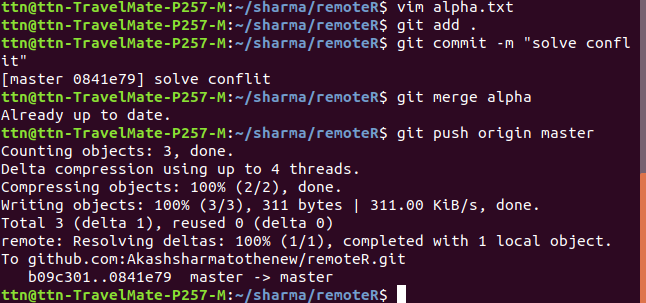 ttn@ttn-TravelMate-P257-M:~/sharma/remoteR$ vim alpha.txt
ttn@ttn-TravelMate-P257-M:~/sharma/remoteR$ git add .
ttn@ttn-TravelMate-P257-M:~/sharma/remoteR$ git commit -m "solve confl
it"
[master 0841e79] solve conflit
ttn@ttn-TravelMate-P257-M:~/sharma/remoteR$ git merge alpha
Already up to date.
ttn@ttn-TravelMate-P257-M:~/sharma/remoteR$ git push origin master
Counting objects: 3, done.
Delta compression using up to 4 threads.
Compressing objects: 100% (2/2), done.
Writing objects: 100% (3/3), 311 bytes | 311.00 KiB/s, done.
Total 3 (delta 1), reused 0 (delta 0)
remote: Resolving deltas: 100% (1/1), completed with 1 local object.
To github.com:Akashsharmatothenew/remoteR.git
   b09c301..0841e79  master -> master
ttn@ttn-TravelMate-P257-M:~/sharma/remoteR$